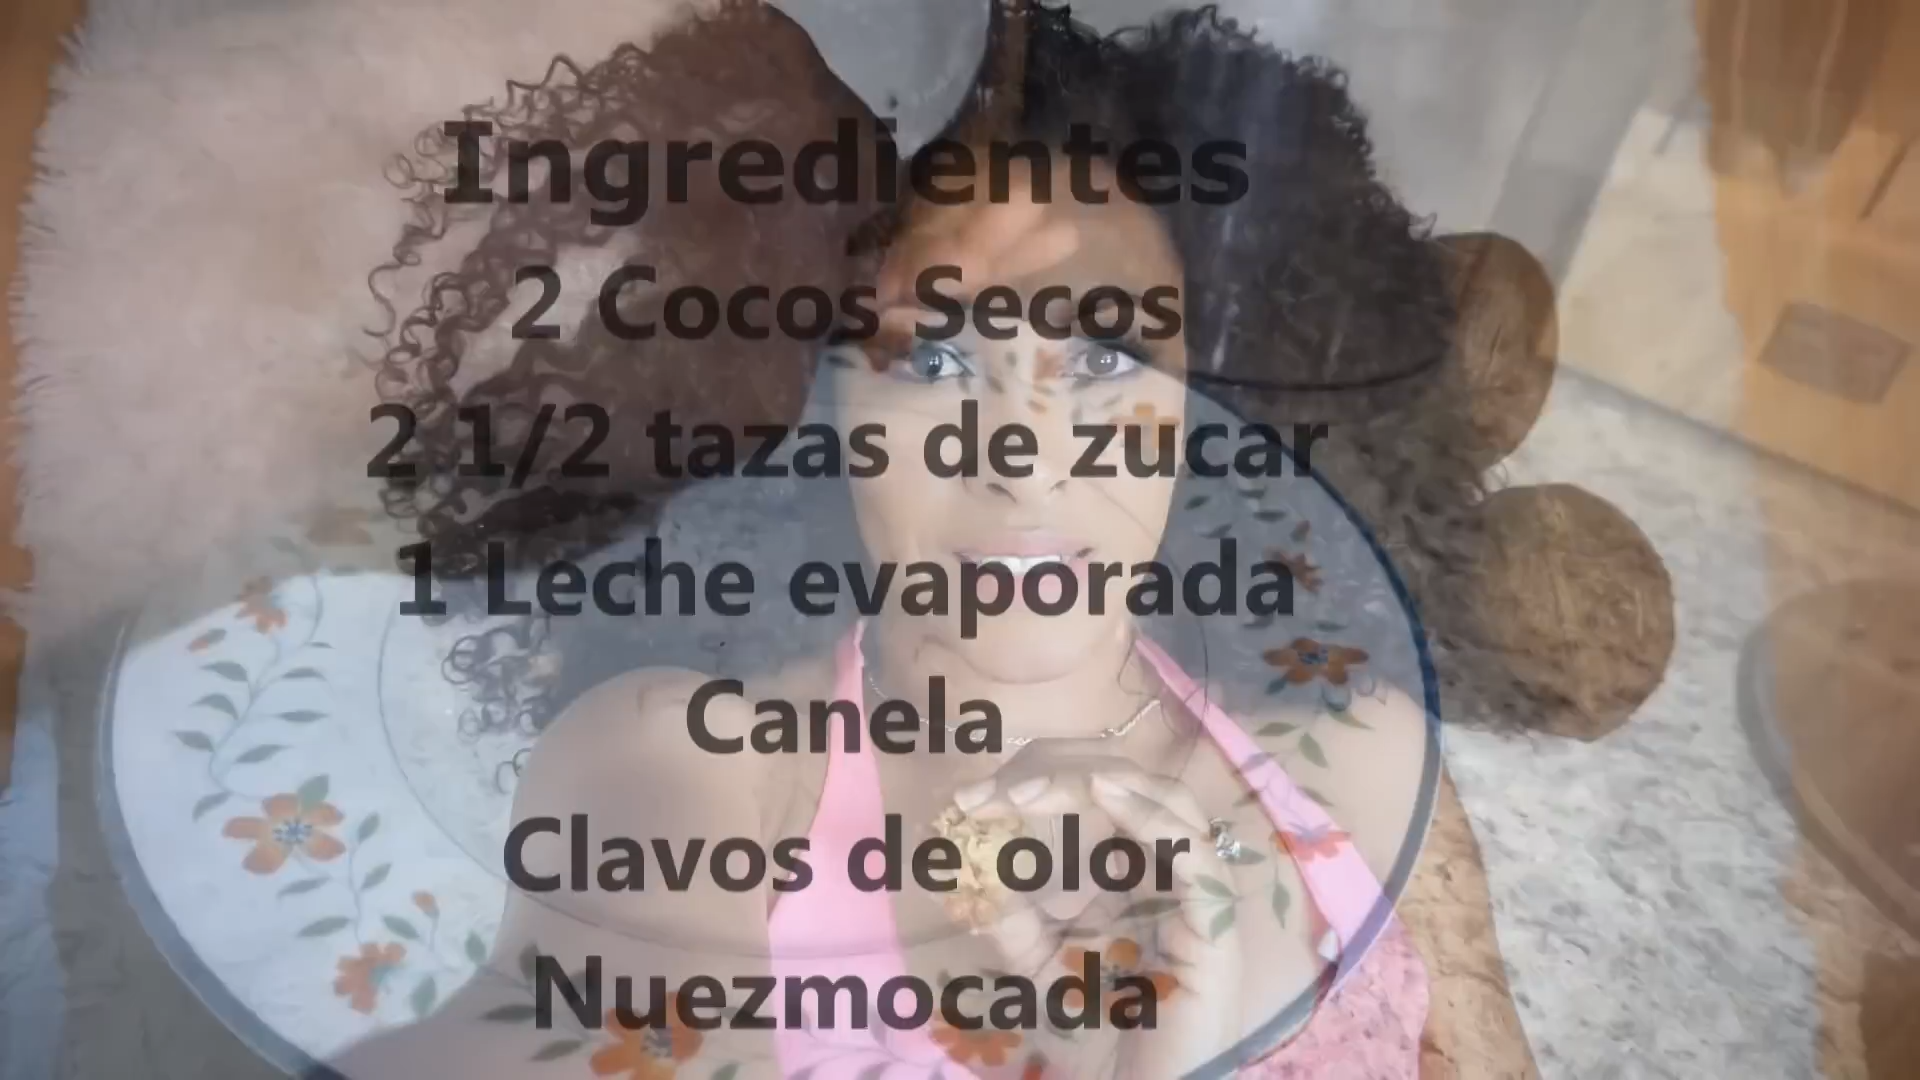 Ingredientes
2 Cocos Secos
2 1/2 tazas de zucar
1 Leche evaporada
Canela
Clavos de olor
Nuezmocada